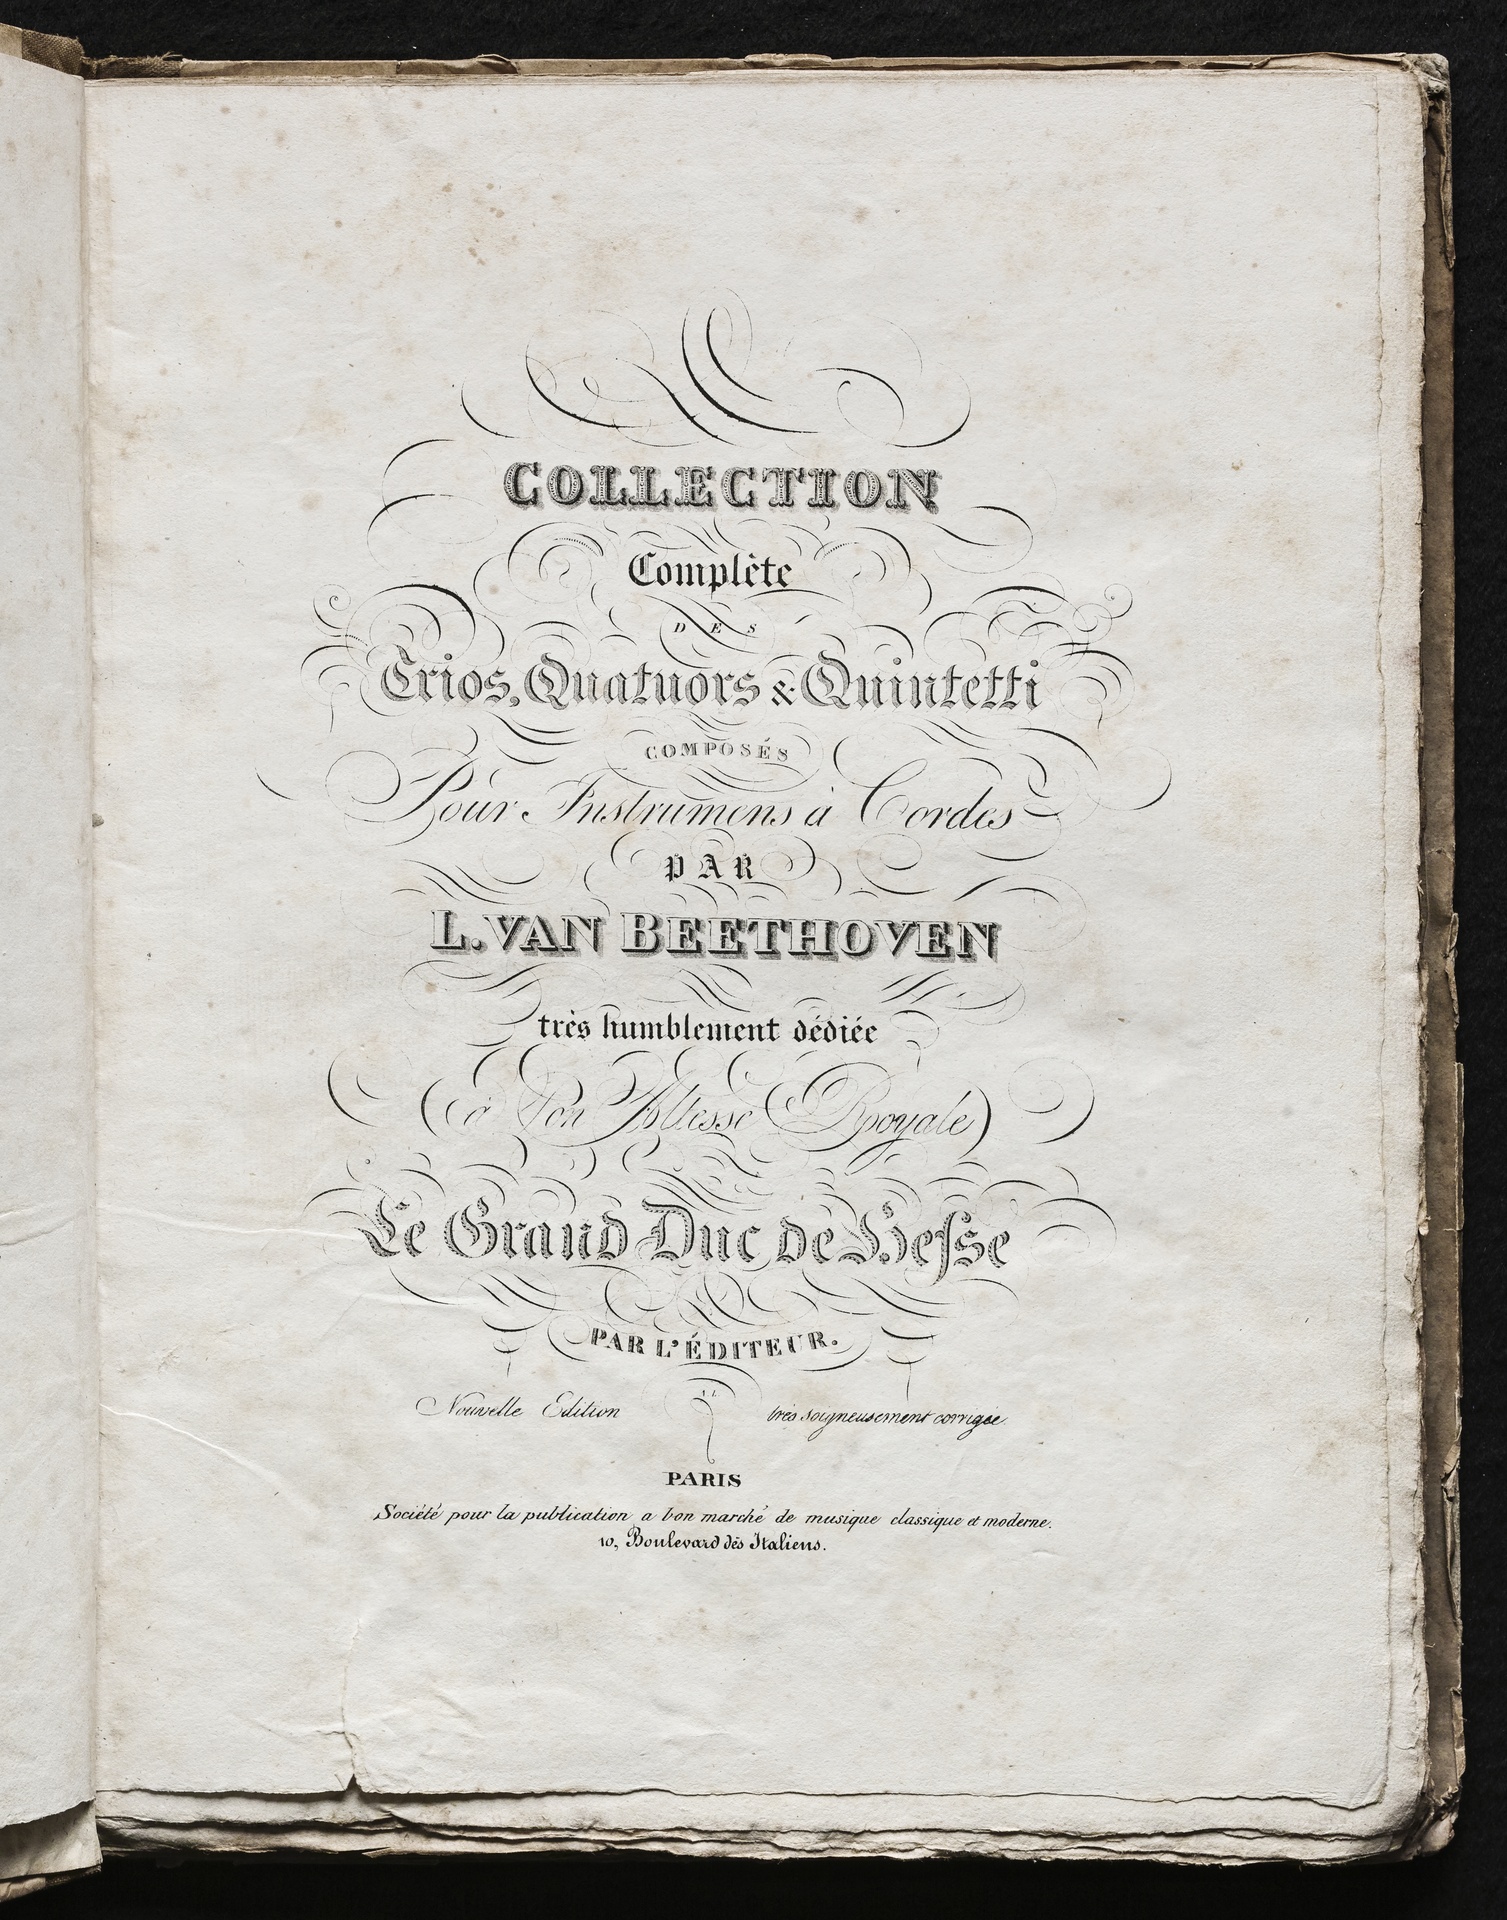 COLLECTION
Complète
DES
Trios, Quatuors & Quintetti
COMPOSÉS
Pour Instrumens à Cordes
PAR
L. VAN BEETHOVEN
très humblement dédiée
à Son Altesse Royale
Le Grand Duc de Hesse
PAR L'ÉDITEUR.
Nouvelle Edition très soigneusement corrigée.
PARIS
Société pour la publication a bon marché de musique classique et moderne.
10, Boulevard des Italiens.